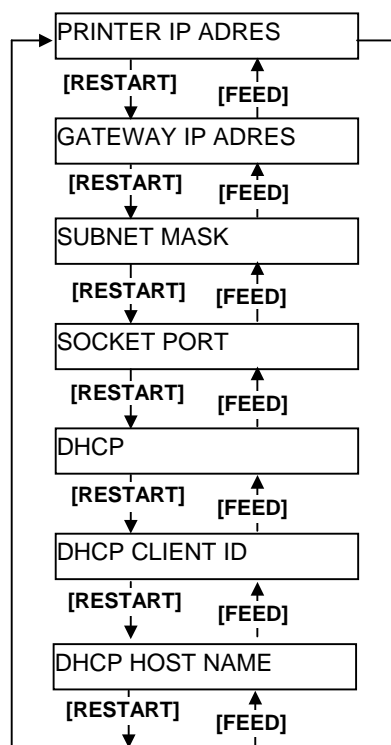 PRINTER IP ADRES
[RESTART]
[FEED]
GATEWAY IP ADRES
[RESTART]
[FEED]
SUBNET MASK
[RESTART]
[FEED]
SOCKET PORT
[RESTART]
[FEED]
DHCP
[RESTART]
[FEED]
DHCP CLIENT ID
[RESTART]
[FEED]
DHCP HOST NAME
[RESTART]
[FEED]